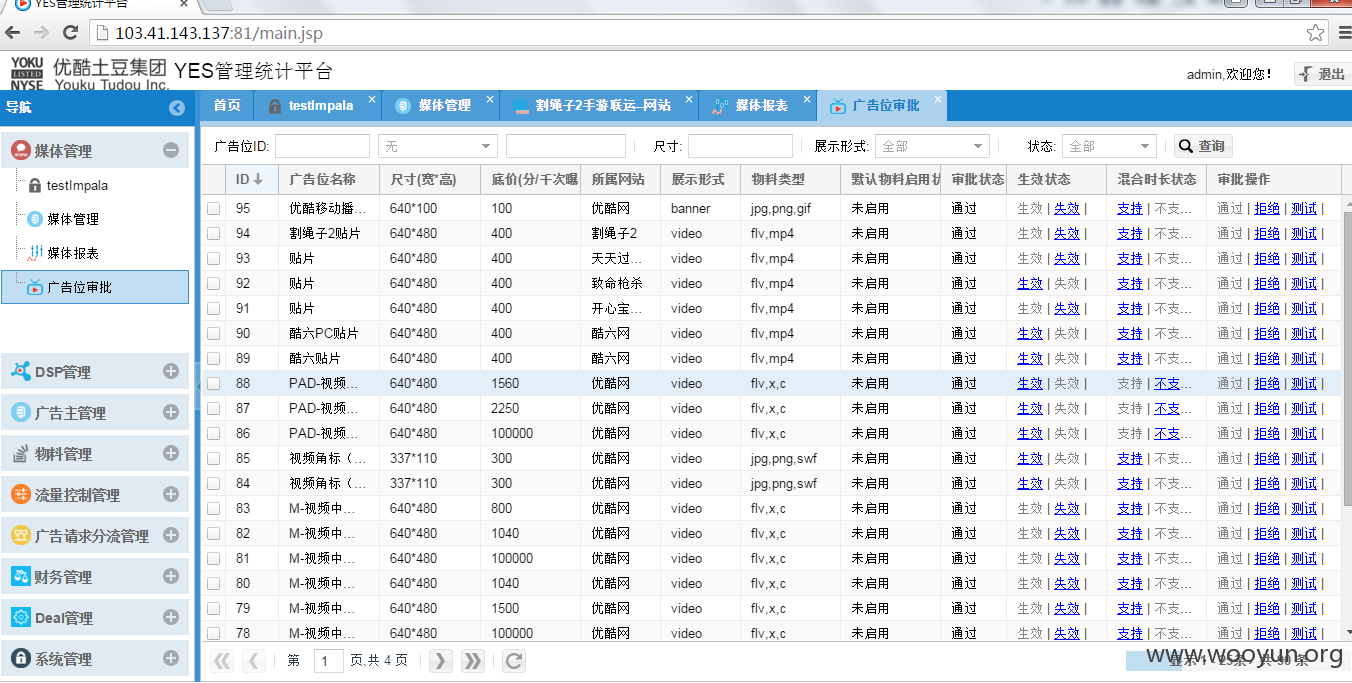 YES管理统计平台
103.41.143.137:81/main.jsp
YOKU LISTED NYSE 优酷土豆集团 Youku Tudou Inc. YES管理统计平台 admin,欢迎您! 退出
导航 首页 testImpala 媒体管理 割绳子2手游联运–网站 媒体报表 广告位审批
媒体管理
testImpala
媒体管理
媒体报表
广告位审批
DSP管理
广告主管理
物料管理
流量控制管理
广告请求分流管理
财务管理
Deal管理
系统管理
广告位ID: 无 尺寸: 展示形式: 全部 状态: 全部 查询
ID 广告位名称 尺寸(宽*高) 底价(分/千次曝 所属网站 展示形式 物料类型 默认物料启用状 审批状态 生效状态 混合时长状态 审批操作
95 优酷移动播... 640*100 100 优酷网 banner jpg,png,gif 未启用 通过 生效 | 失效 | 支持 | 不支... 通过 | 拒绝 | 测试 |
94 割绳子2贴片 640*480 400 割绳子2 video flv,mp4 未启用 通过 生效 | 失效 | 支持 | 不支... 通过 | 拒绝 | 测试 |
93 贴片 640*480 400 天天过... video flv,mp4 未启用 通过 生效 | 失效 | 支持 | 不支... 通过 | 拒绝 | 测试 |
92 贴片 640*480 400 致命枪杀 video flv,mp4 未启用 通过 生效 | 失效 | 支持 | 不支... 通过 | 拒绝 | 测试 |
91 贴片 640*480 400 开心宝... video flv,mp4 未启用 通过 生效 | 失效 | 支持 | 不支... 通过 | 拒绝 | 测试 |
90 酷六PC贴片 640*480 400 酷六网 video flv,mp4 未启用 通过 生效 | 失效 | 支持 | 不支... 通过 | 拒绝 | 测试 |
89 酷六贴片 640*480 400 酷六网 video flv,mp4 未启用 通过 生效 | 失效 | 支持 | 不支... 通过 | 拒绝 | 测试 |
88 PAD-视频... 640*480 1560 优酷网 video flv,x,c 未启用 通过 生效 | 失效 | 支持 | 不支... 通过 | 拒绝 | 测试 |
87 PAD-视频... 640*480 2250 优酷网 video flv,x,c 未启用 通过 生效 | 失效 | 支持 | 不支... 通过 | 拒绝 | 测试 |
86 PAD-视频... 640*480 100000 优酷网 video flv,x,c 未启用 通过 生效 | 失效 | 支持 | 不支... 通过 | 拒绝 | 测试 |
85 视频角标（... 337*110 300 优酷网 video jpg,png,swf 未启用 通过 生效 | 失效 | 支持 | 不支... 通过 | 拒绝 | 测试 |
84 视频角标（... 337*110 300 优酷网 video jpg,png,swf 未启用 通过 生效 | 失效 | 支持 | 不支... 通过 | 拒绝 | 测试 |
83 M-视频中... 640*480 800 优酷网 video flv,x,c 未启用 通过 生效 | 失效 | 支持 | 不支... 通过 | 拒绝 | 测试 |
82 M-视频中... 640*480 1040 优酷网 video flv,x,c 未启用 通过 生效 | 失效 | 支持 | 不支... 通过 | 拒绝 | 测试 |
81 M-视频中... 640*480 100000 优酷网 video flv,x,c 未启用 通过 生效 | 失效 | 支持 | 不支... 通过 | 拒绝 | 测试 |
80 M-视频中... 640*480 1040 优酷网 video flv,x,c 未启用 通过 生效 | 失效 | 支持 | 不支... 通过 | 拒绝 | 测试 |
79 M-视频中... 640*480 1500 优酷网 video flv,x,c 未启用 通过 生效 | 失效 | 支持 | 不支... 通过 | 拒绝 | 测试 |
78 M-视频中... 640*480 100000 优酷网 video flv,x,c 未启用 通过 生效 | 失效 | 支持 | 不支... 通过 | 拒绝 | 测试 |
第 1 页,共 4 页
www.wooyun.org